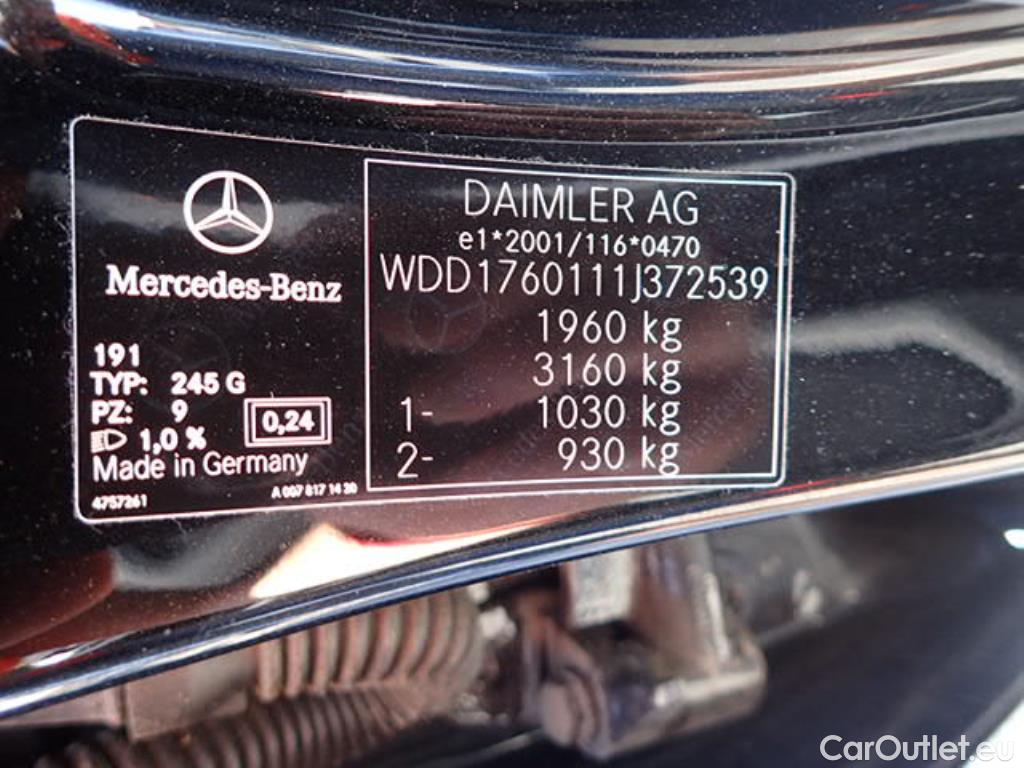 Mercedes-Benz
191
TYP: 245 G
PZ: 9
1,0 %
0,24
Made in Germany
4757261
A 007 817 14 20
DAIMLER AG
e1*2001/116*0470
WDD1760111J372539
1960 kg
3160 kg
1- 1030 kg
2- 930 kg
CarOutlet.eu